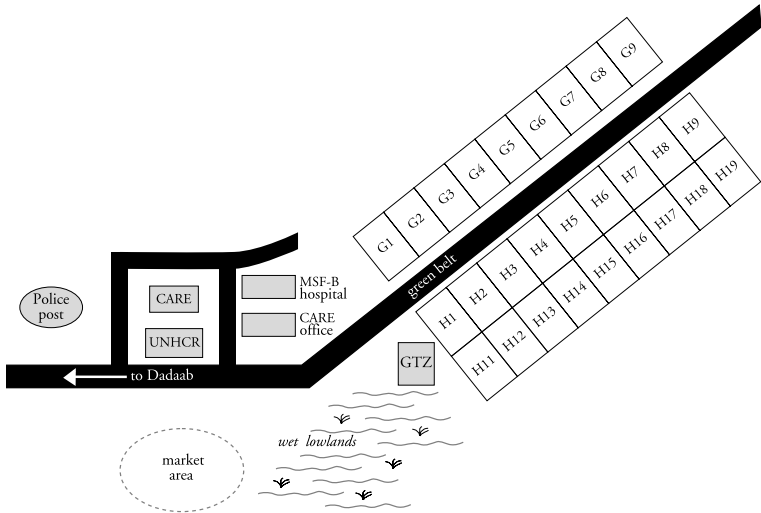 G9
G8
G7
G6
G5
G4
G3
G2
G1
green belt
H9
H8
H7
H6
H5
H4
H3
H2
H1
H19
H18
H17
H16
H15
H14
H13
H12
H11
MSF-B
hospital
CARE
office
CARE
UNHCR
Police
post
GTZ
to Dadaab
wet lowlands
market
area